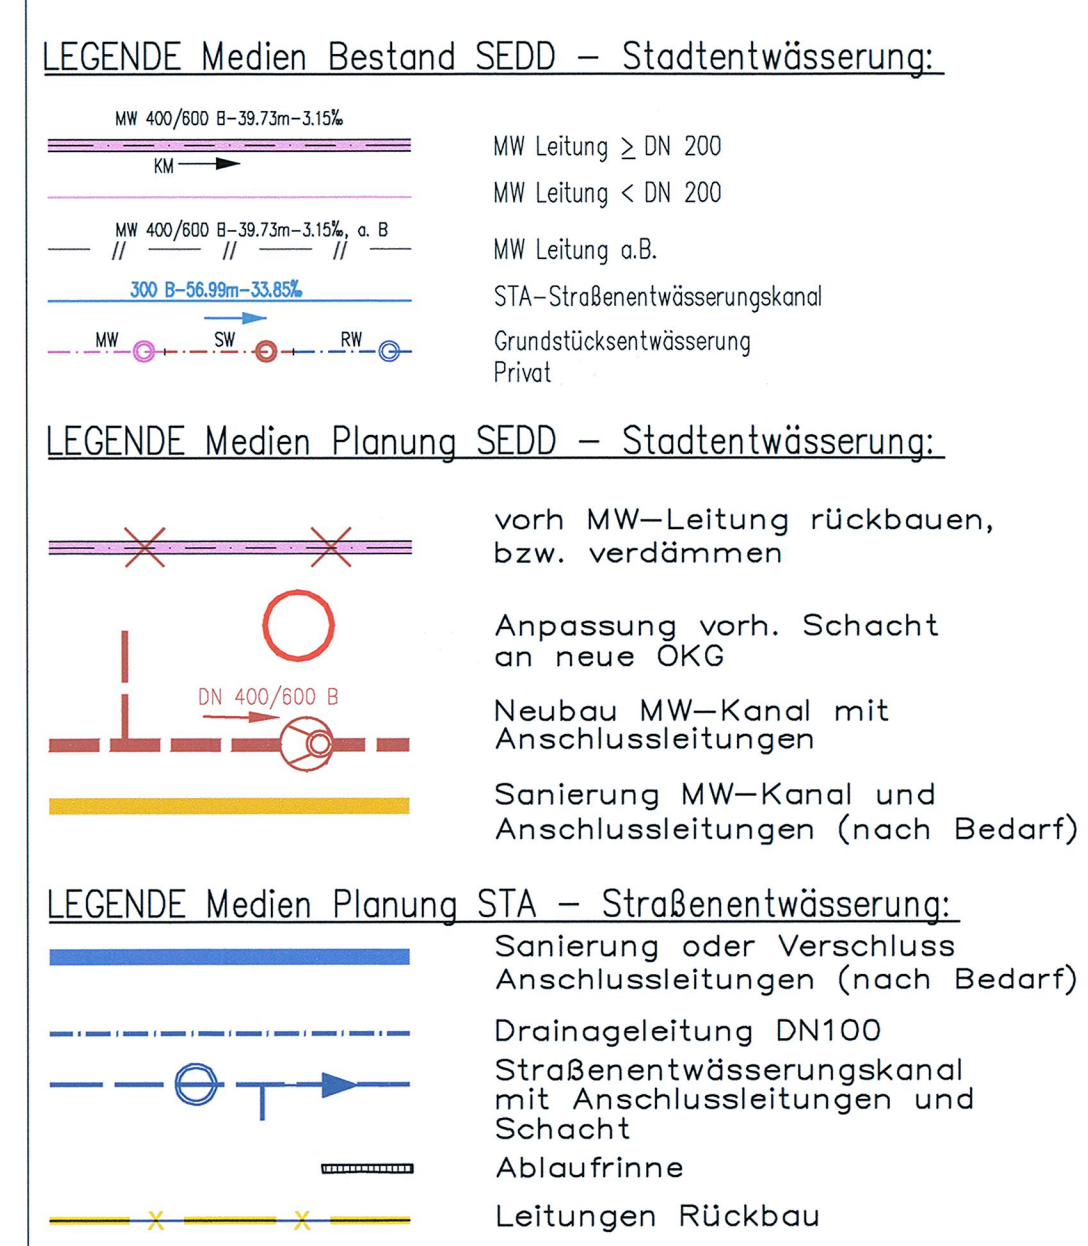 LEGENDE Medien Bestand SEDD – Stadtentwässerung:
MW 400/600 B–39.73m–3.15‰
KM
MW Leitung ≥ DN 200
MW Leitung < DN 200
MW 400/600 B–39.73m–3.15‰, a. B
MW Leitung a.B.
300 B–56.99m–33.85‰
STA–Straßenentwässerungskanal
MW SW RW
Grundstücksentwässerung
Privat
LEGENDE Medien Planung SEDD – Stadtentwässerung:
vorh MW–Leitung rückbauen,
bzw. verdämmen
Anpassung vorh. Schacht
an neue OKG
DN 400/600 B
Neubau MW–Kanal mit
Anschlussleitungen
Sanierung MW–Kanal und
Anschlussleitungen (nach Bedarf)
LEGENDE Medien Planung STA – Straßenentwässerung:
Sanierung oder Verschluss
Anschlussleitungen (nach Bedarf)
Drainageleitung DN100
Straßenentwässerungskanal
mit Anschlussleitungen und
Schacht
Ablaufrinne
Leitungen Rückbau